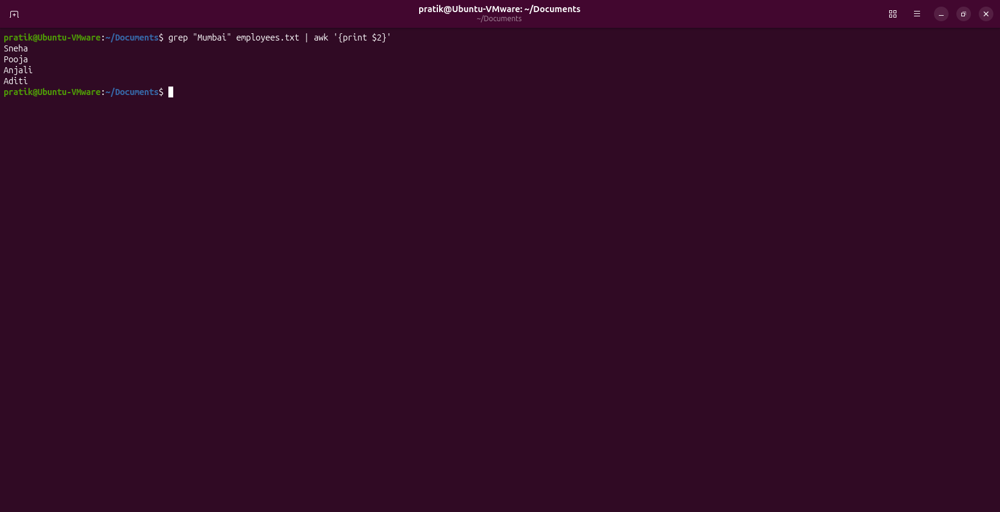 pratik@Ubuntu-VMware: ~/Documents
~/Documents
pratik@Ubuntu-VMware:~/Documents$ grep "Mumbai" employees.txt | awk '{print $2}'
Sneha
Pooja
Anjali
Aditi
pratik@Ubuntu-VMware:~/Documents$